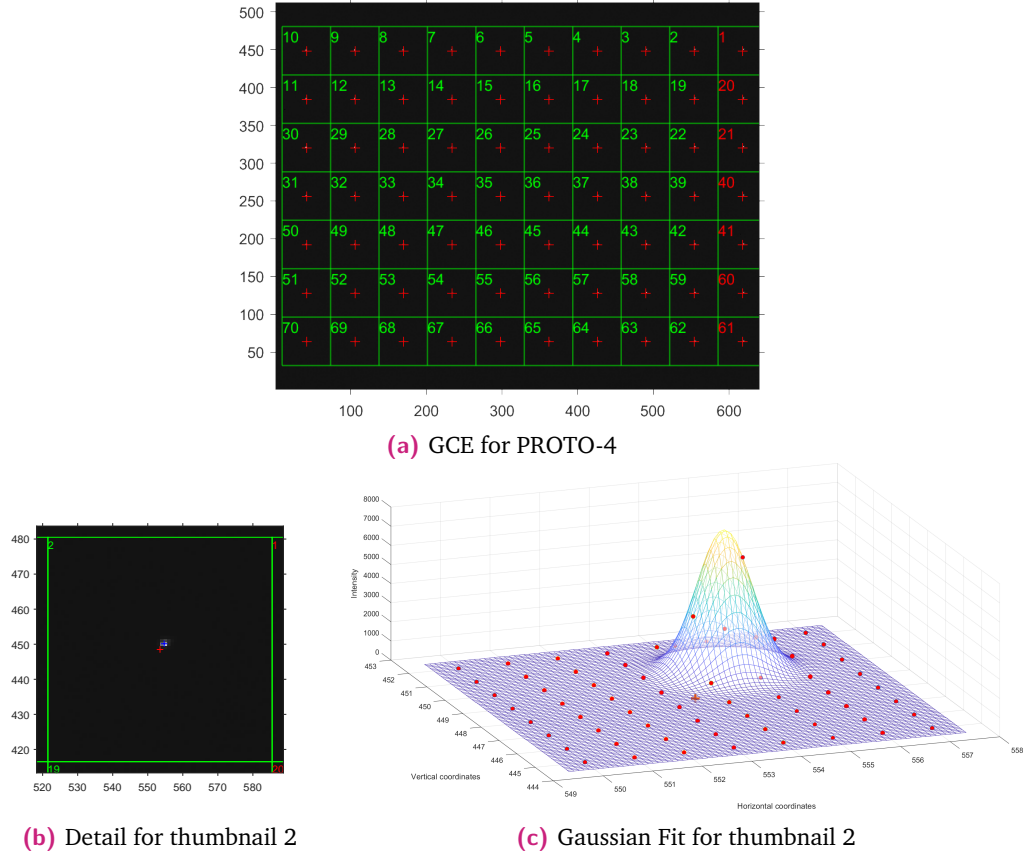 500
10 9 8 7 6 5 4 3 2 1
450
11 12 13 14 15 16 17 18 19 20
400
350
30 29 28 27 26 25 24 23 22 21
300
31 32 33 34 35 36 37 38 39 40
250
50 49 48 47 46 45 44 43 42 41
200
150
51 52 53 54 55 56 57 58 59 60
100
70 69 68 67 66 65 64 63 62 61
50
100 200 300 400 500 600
(a) GCE for PROTO-4
480
2 1
470
460
450
440
430
420
19 20
520 530 540 550 560 570 580
(b) Detail for thumbnail 2
8000
7000
6000
5000
4000
3000
2000
1000
0
Intensity
453
452
451
450
449
448
447
446
445
444
Vertical coordinates
549 550 551 552 553 554 555 556 557 558
Horizontal coordinates
(c) Gaussian Fit for thumbnail 2